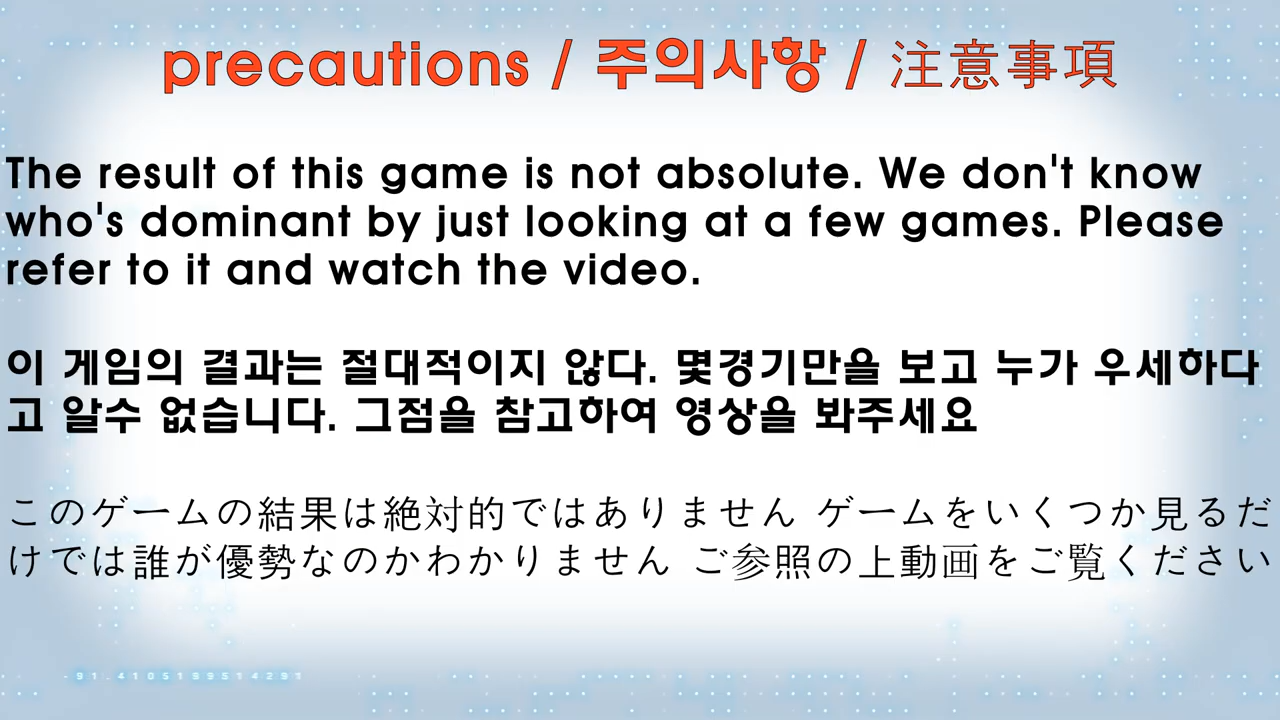 precautions / 주의사항 / 注意事項
The result of this game is not absolute. We don't know
who's dominant by just looking at a few games. Please
refer to it and watch the video.
이 게임의 결과는 절대적이지 않다. 몇경기만을 보고 누가 우세하다
고 알수 없습니다. 그점을 참고하여 영상을 봐주세요
このゲームの結果は絶対的ではありません ゲームをいくつか見るだ
けでは誰が優勢なのかわかりません ご参照の上動画をご覧ください
-91.4105199514291